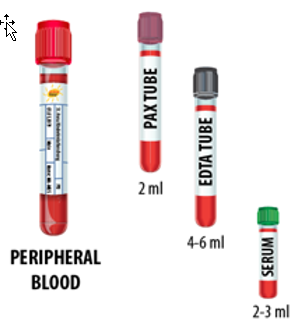 PAX TUBE
2 ml
EDTA TUBE
4-6 ml
SERUM
2-3 ml
PERIPHERAL
BLOOD